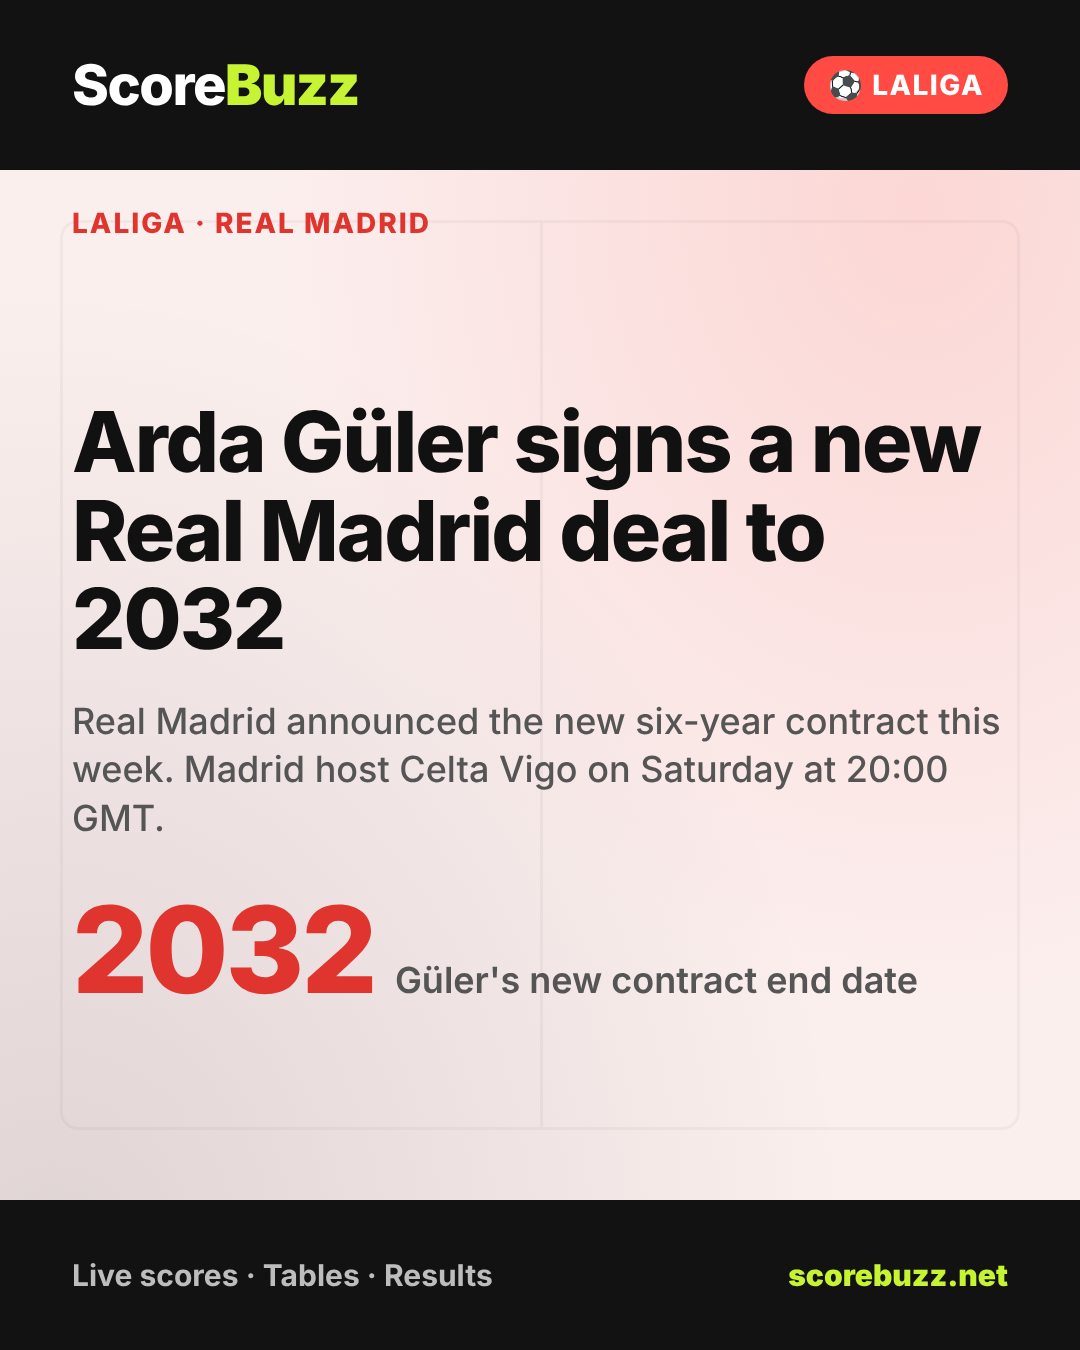 ScoreBuzz
⚽ LALIGA
LALIGA · REAL MADRID
Arda Güler signs a new
Real Madrid deal to
2032
Real Madrid announced the new six-year contract this
week. Madrid host Celta Vigo on Saturday at 20:00
GMT.
2032 Güler's new contract end date
Live scores · Tables · Results
scorebuzz.net